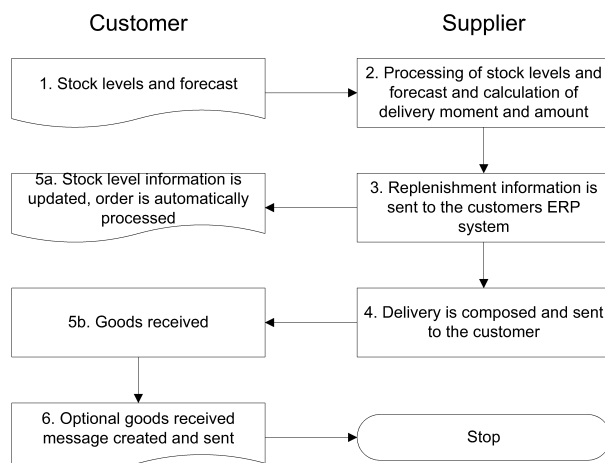 Customer
Supplier
1. Stock levels and forecast
2. Processing of stock levels and
forecast and calculation of
delivery moment and amount
5a. Stock level information is
updated, order is automatically
processed
3. Replenishment information is
sent to the customers ERP
system
5b. Goods received
4. Delivery is composed and sent
to the customer
6. Optional goods received
message created and sent
Stop